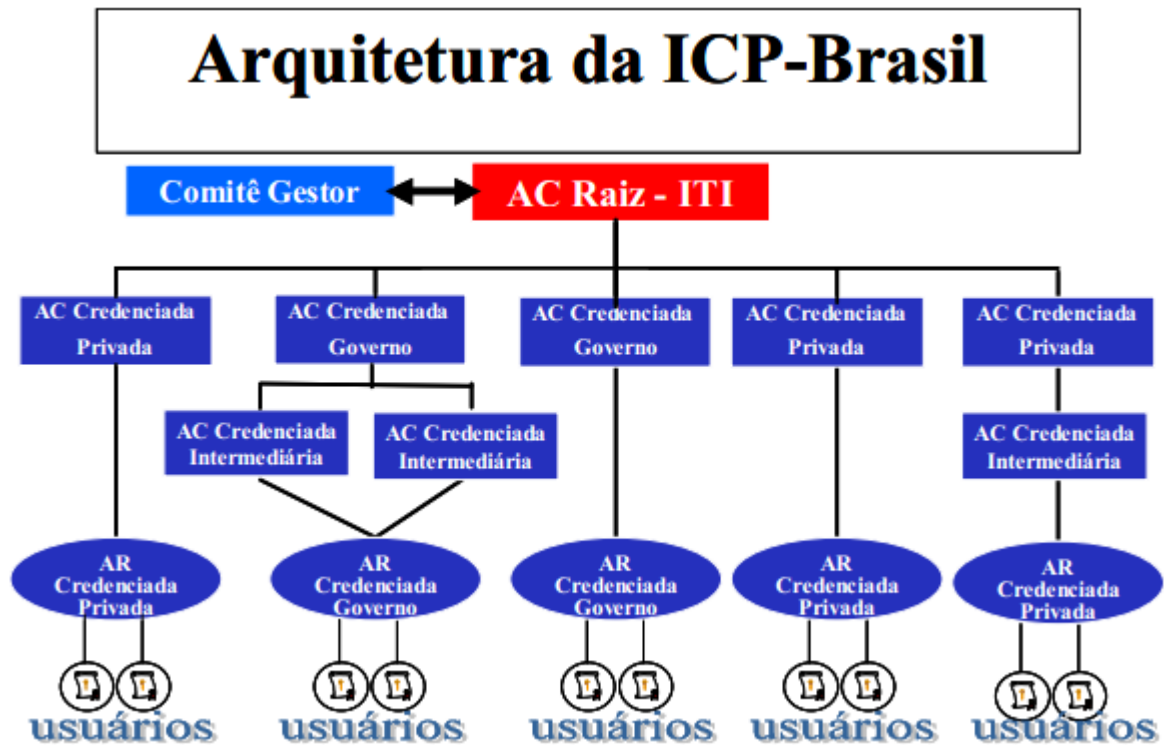 Arquitetura da ICP-Brasil
Comitê Gestor
AC Raiz - ITI
AC Credenciada
Privada
AC Credenciada
Governo
AC Credenciada
Governo
AC Credenciada
Privada
AC Credenciada
Privada
AC Credenciada
Intermediária
AC Credenciada
Intermediária
AC Credenciada
Intermediária
AR
Credenciada
Privada
AR
Credenciada
Governo
AR
Credenciada
Governo
AR
Credenciada
Privada
AR
Credenciada
Privada
usuários
usuários
usuários
usuários
usuários